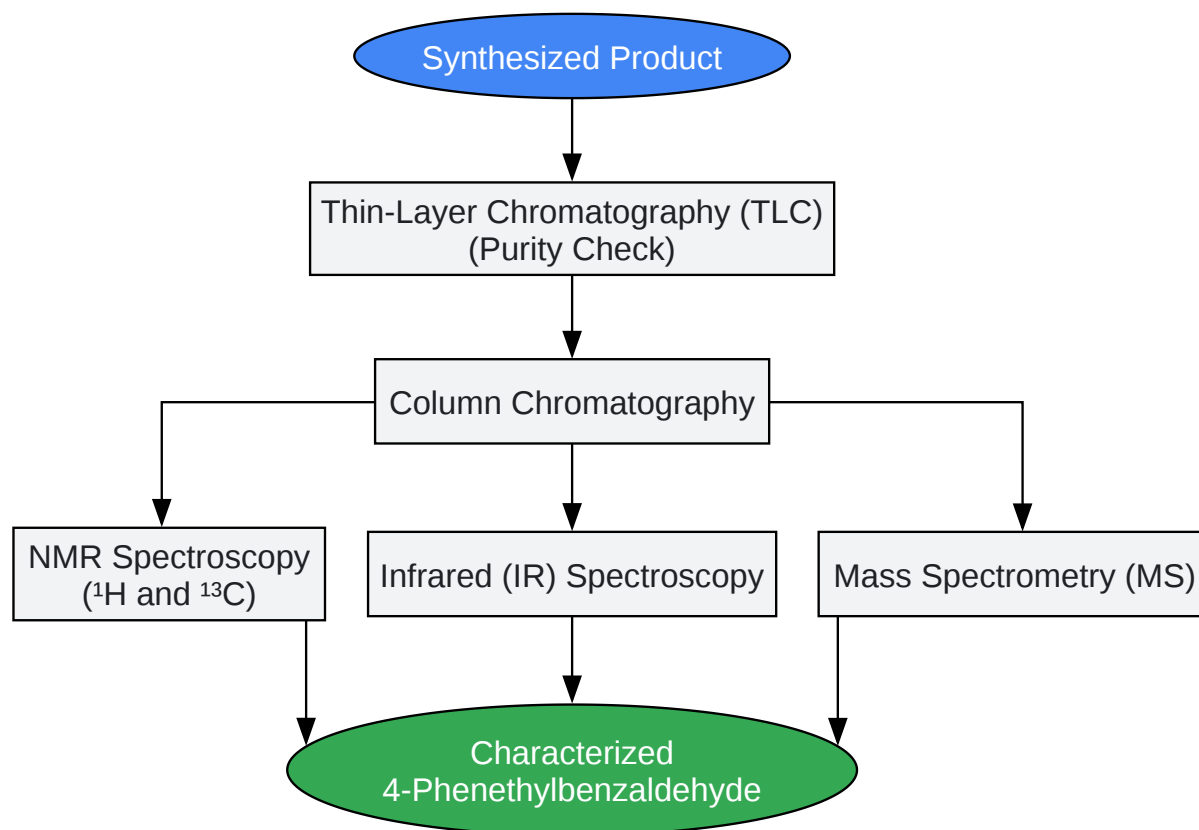 Synthesized Product
Thin-Layer Chromatography (TLC)
(Purity Check)
Column Chromatography
NMR Spectroscopy
(¹H and ¹³C)
Infrared (IR) Spectroscopy
Mass Spectrometry (MS)
Characterized
4-Phenethylbenzaldehyde